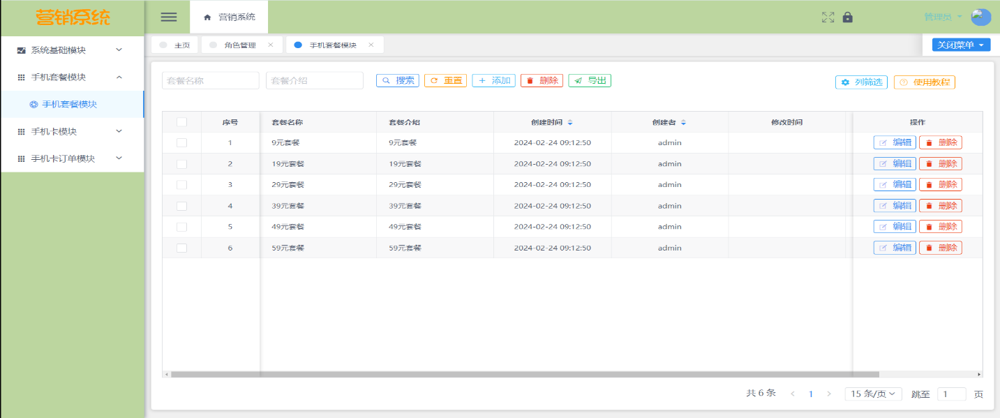 营销系统
营销系统
管理员
系统基础模块
手机套餐模块
手机套餐模块
手机卡模块
手机卡订单模块
主页 角色管理 手机套餐模块 关闭菜单
套餐名称 套餐介绍 搜索 重置 添加 删除 导出 列筛选 使用教程
序号 套餐名称 套餐介绍 创建时间 创建者 修改时间 操作
1 9元套餐 9元套餐 2024-02-24 09:12:50 admin 编辑 删除
2 19元套餐 19元套餐 2024-02-24 09:12:50 admin 编辑 删除
3 29元套餐 29元套餐 2024-02-24 09:12:50 admin 编辑 删除
4 39元套餐 39元套餐 2024-02-24 09:12:50 admin 编辑 删除
5 49元套餐 49元套餐 2024-02-24 09:12:50 admin 编辑 删除
6 59元套餐 59元套餐 2024-02-24 09:12:50 admin 编辑 删除
共 6 条 1 15 条/页 跳至 1 页